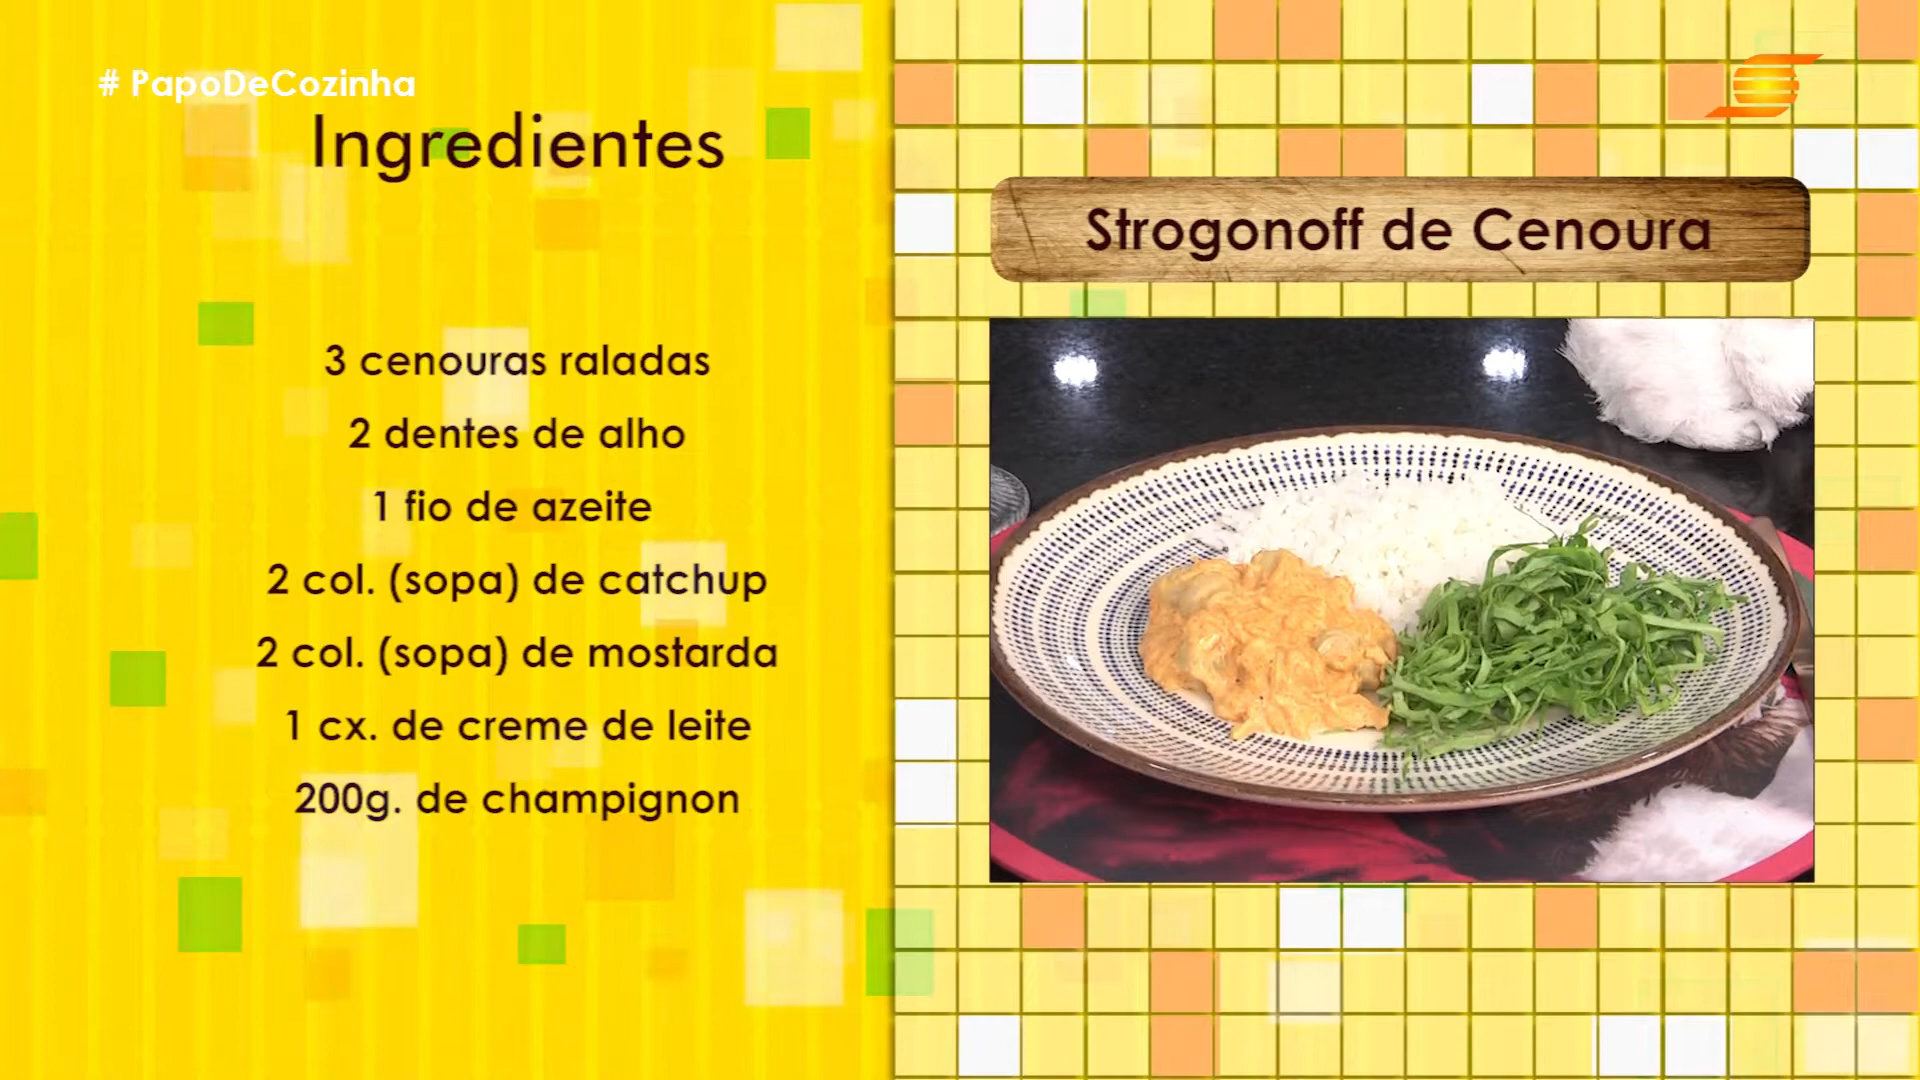 # PapoDeCozinha
Ingredientes
3 cenouras raladas
2 dentes de alho
1 fio de azeite
2 col. (sopa) de catchup
2 col. (sopa) de mostarda
1 cx. de creme de leite
200g. de champignon
Strogonoff de Cenoura